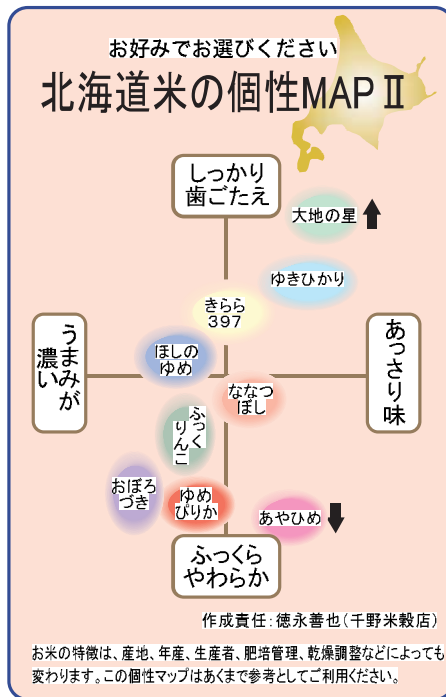 お好みでお選びください
北海道米の個性MAPⅡ
しっかり
歯ごたえ
大地の星
ゆきひかり
きらら
397
うまみが
濃い
ほしの
ゆめ
あっさり味
ななつ
ぼし
ふっく
りんこ
おぼろ
づき
ゆめ
ぴりか
あやひめ
ふっくら
やわらか
作成責任:徳永善也(千野米穀店)
お米の特徴は、産地、年産、生産者、肥培管理、乾燥調整などによっても
変わります。この個性マップはあくまで参考としてご利用ください。